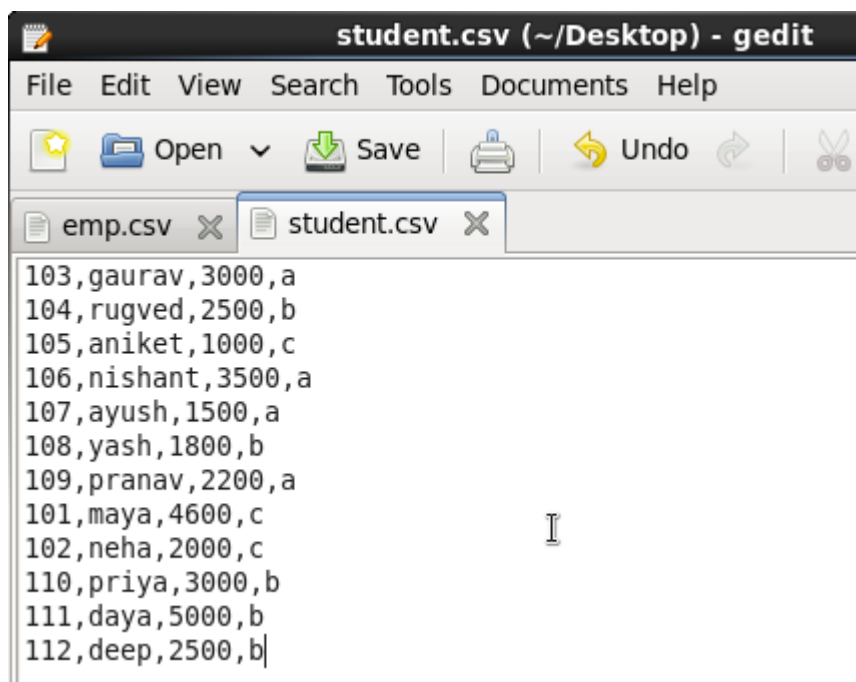 student.csv (~/Desktop) - gedit
File Edit View Search Tools Documents Help
Open Save Undo
emp.csv student.csv
103,gaurav,3000,a
104,rugved,2500,b
105,aniket,1000,c
106,nishant,3500,a
107,ayush,1500,a
108,yash,1800,b
109,pranav,2200,a
101,maya,4600,c
102,neha,2000,c
110,priya,3000,b
111,daya,5000,b
112,deep,2500,b